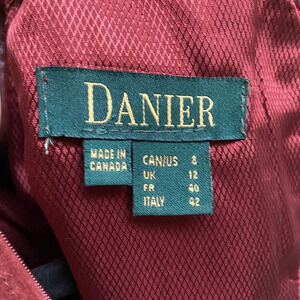 DANIER
MADE IN
CANADA
CAN/US 8
UK 12
FR 40
ITALY 42